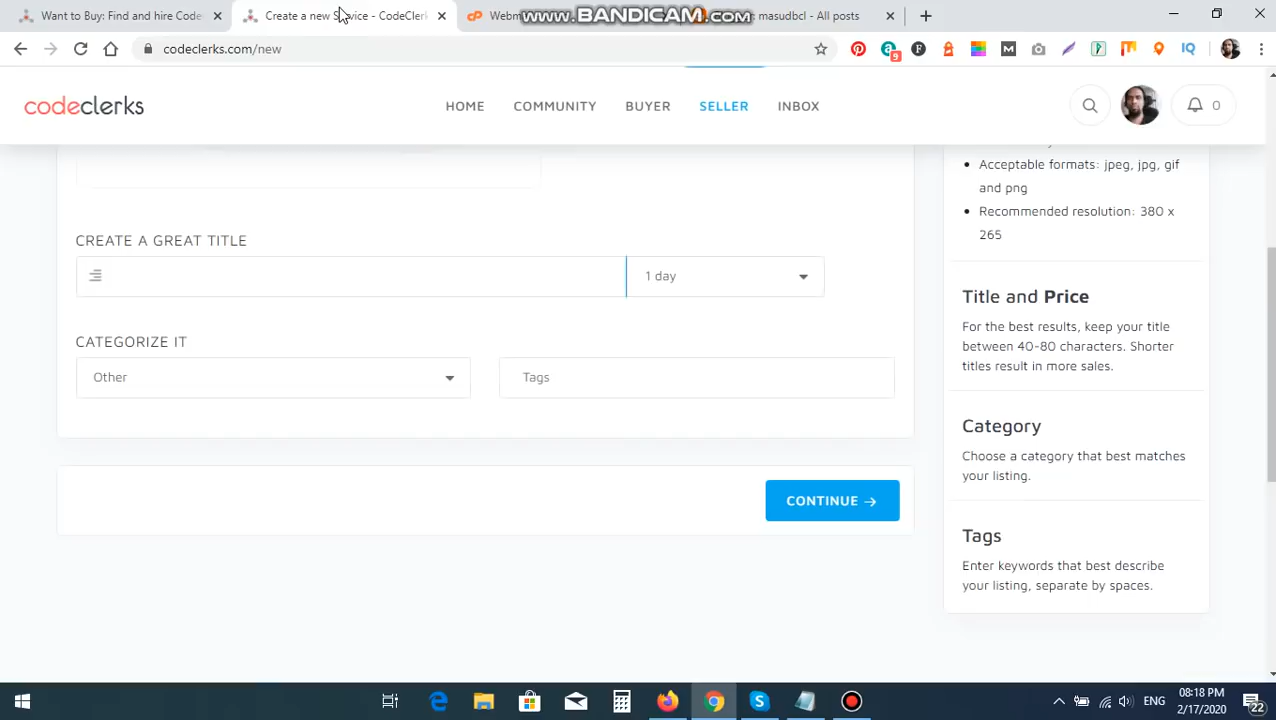 Want to Buy: Find and hire Codec
Create a new Service - CodeClerk
Webm
www.BANDICAM.com
masudbcl - All posts
codeclerks.com/new
9
IQ
codeclerks
HOME
COMMUNITY
BUYER
SELLER
INBOX
0
Acceptable formats: jpeg, jpg, gif
and png
Recommended resolution: 380 x
265
CREATE A GREAT TITLE
1 day
CATEGORIZE IT
Other
Tags
CONTINUE →
Title and Price
For the best results, keep your title
between 40-80 characters. Shorter
titles result in more sales.
Category
Choose a category that best matches
your listing.
Tags
Enter keywords that best describe
your listing, separate by spaces.
ENG
08:18 PM
2/17/2020
22